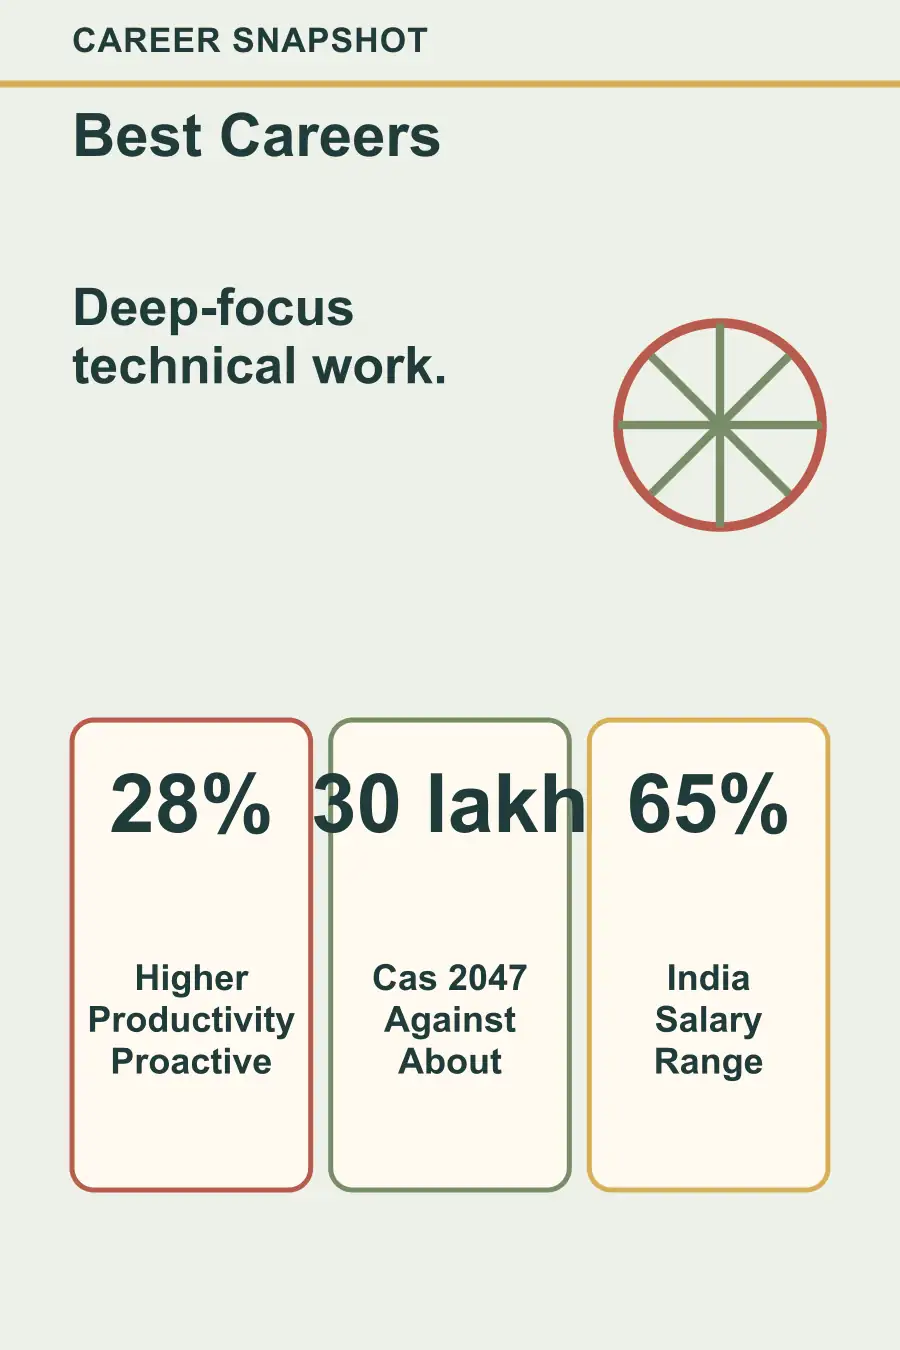 CAREER SNAPSHOT
Best Careers
Deep-focus
technical work.
28%
Higher
Productivity
Proactive
30 lakh
Cas 2047
Against
About
65%
India
Salary
Range